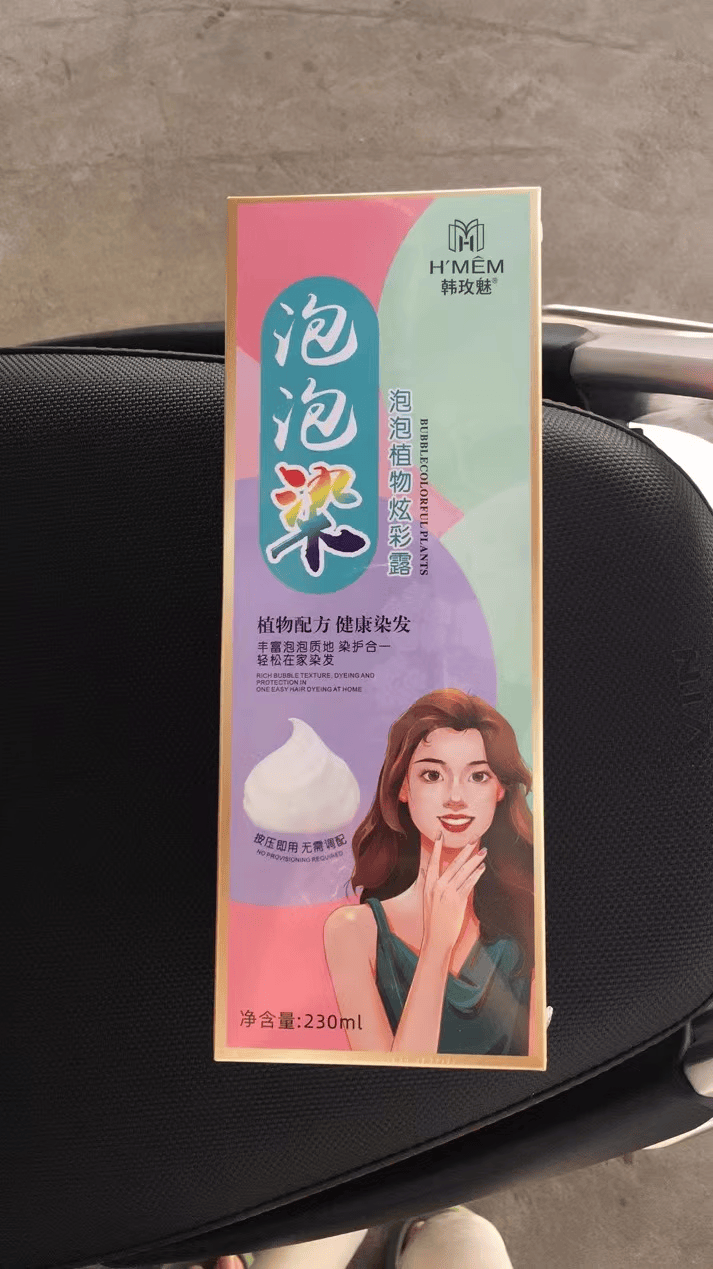 H'MÊM
韩玫魅®
泡泡染
泡泡植物炫彩露
BUBBLECOLORFUL PLANTS
植物配方 健康染发
丰富泡泡质地 染护合一
轻松在家染发
RICH BUBBLE TEXTURE, DYEING AND
PROTECTION IN
ONE EASY HAIR DYEING AT HOME
按压即用 无需调配
NO PROVISIONING REQUIRED
净含量:230ml